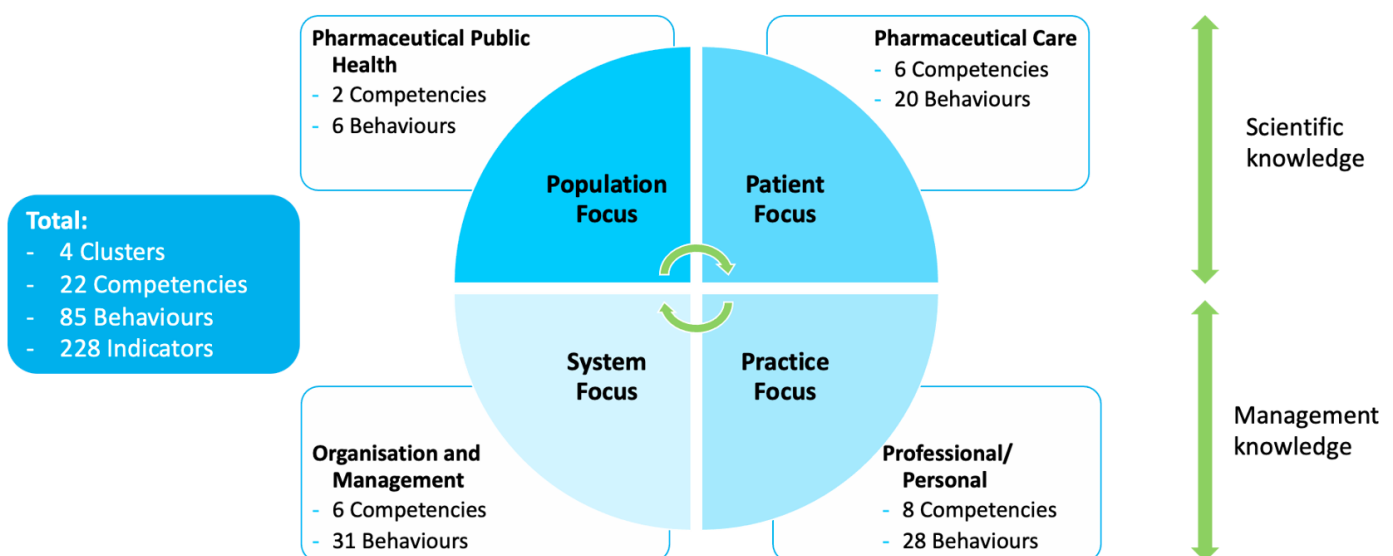 Pharmaceutical Public
Health
- 2 Competencies
- 6 Behaviours
Pharmaceutical Care
- 6 Competencies
- 20 Behaviours
Scientific
knowledge
Population
Focus
Patient
Focus
Total:
- 4 Clusters
- 22 Competencies
- 85 Behaviours
- 228 Indicators
System
Focus
Practice
Focus
Management
knowledge
Organisation and
Management
- 6 Competencies
- 31 Behaviours
Professional/
Personal
- 8 Competencies
- 28 Behaviours